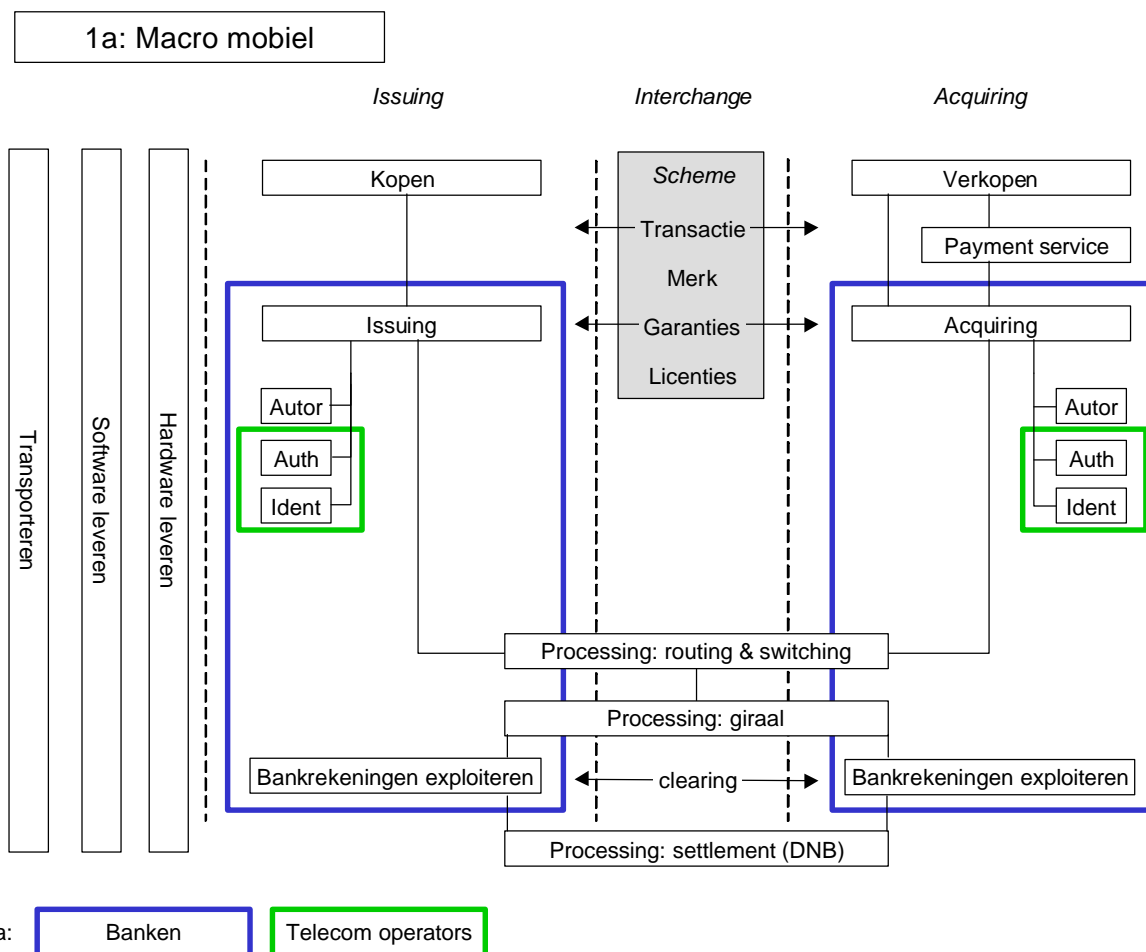 1a: Macro mobiel
Issuing
Interchange
Acquiring
Transporteren
Software leveren
Hardware leveren
Kopen
Scheme
Verkopen
Transactie
Payment service
Merk
Issuing
Garanties
Acquiring
Licenties
Autor
Autor
Auth
Auth
Ident
Ident
Processing: routing & switching
Processing: giraal
Bankrekeningen exploiteren
clearing
Bankrekeningen exploiteren
Processing: settlement (DNB)
a:
Banken
Telecom operators